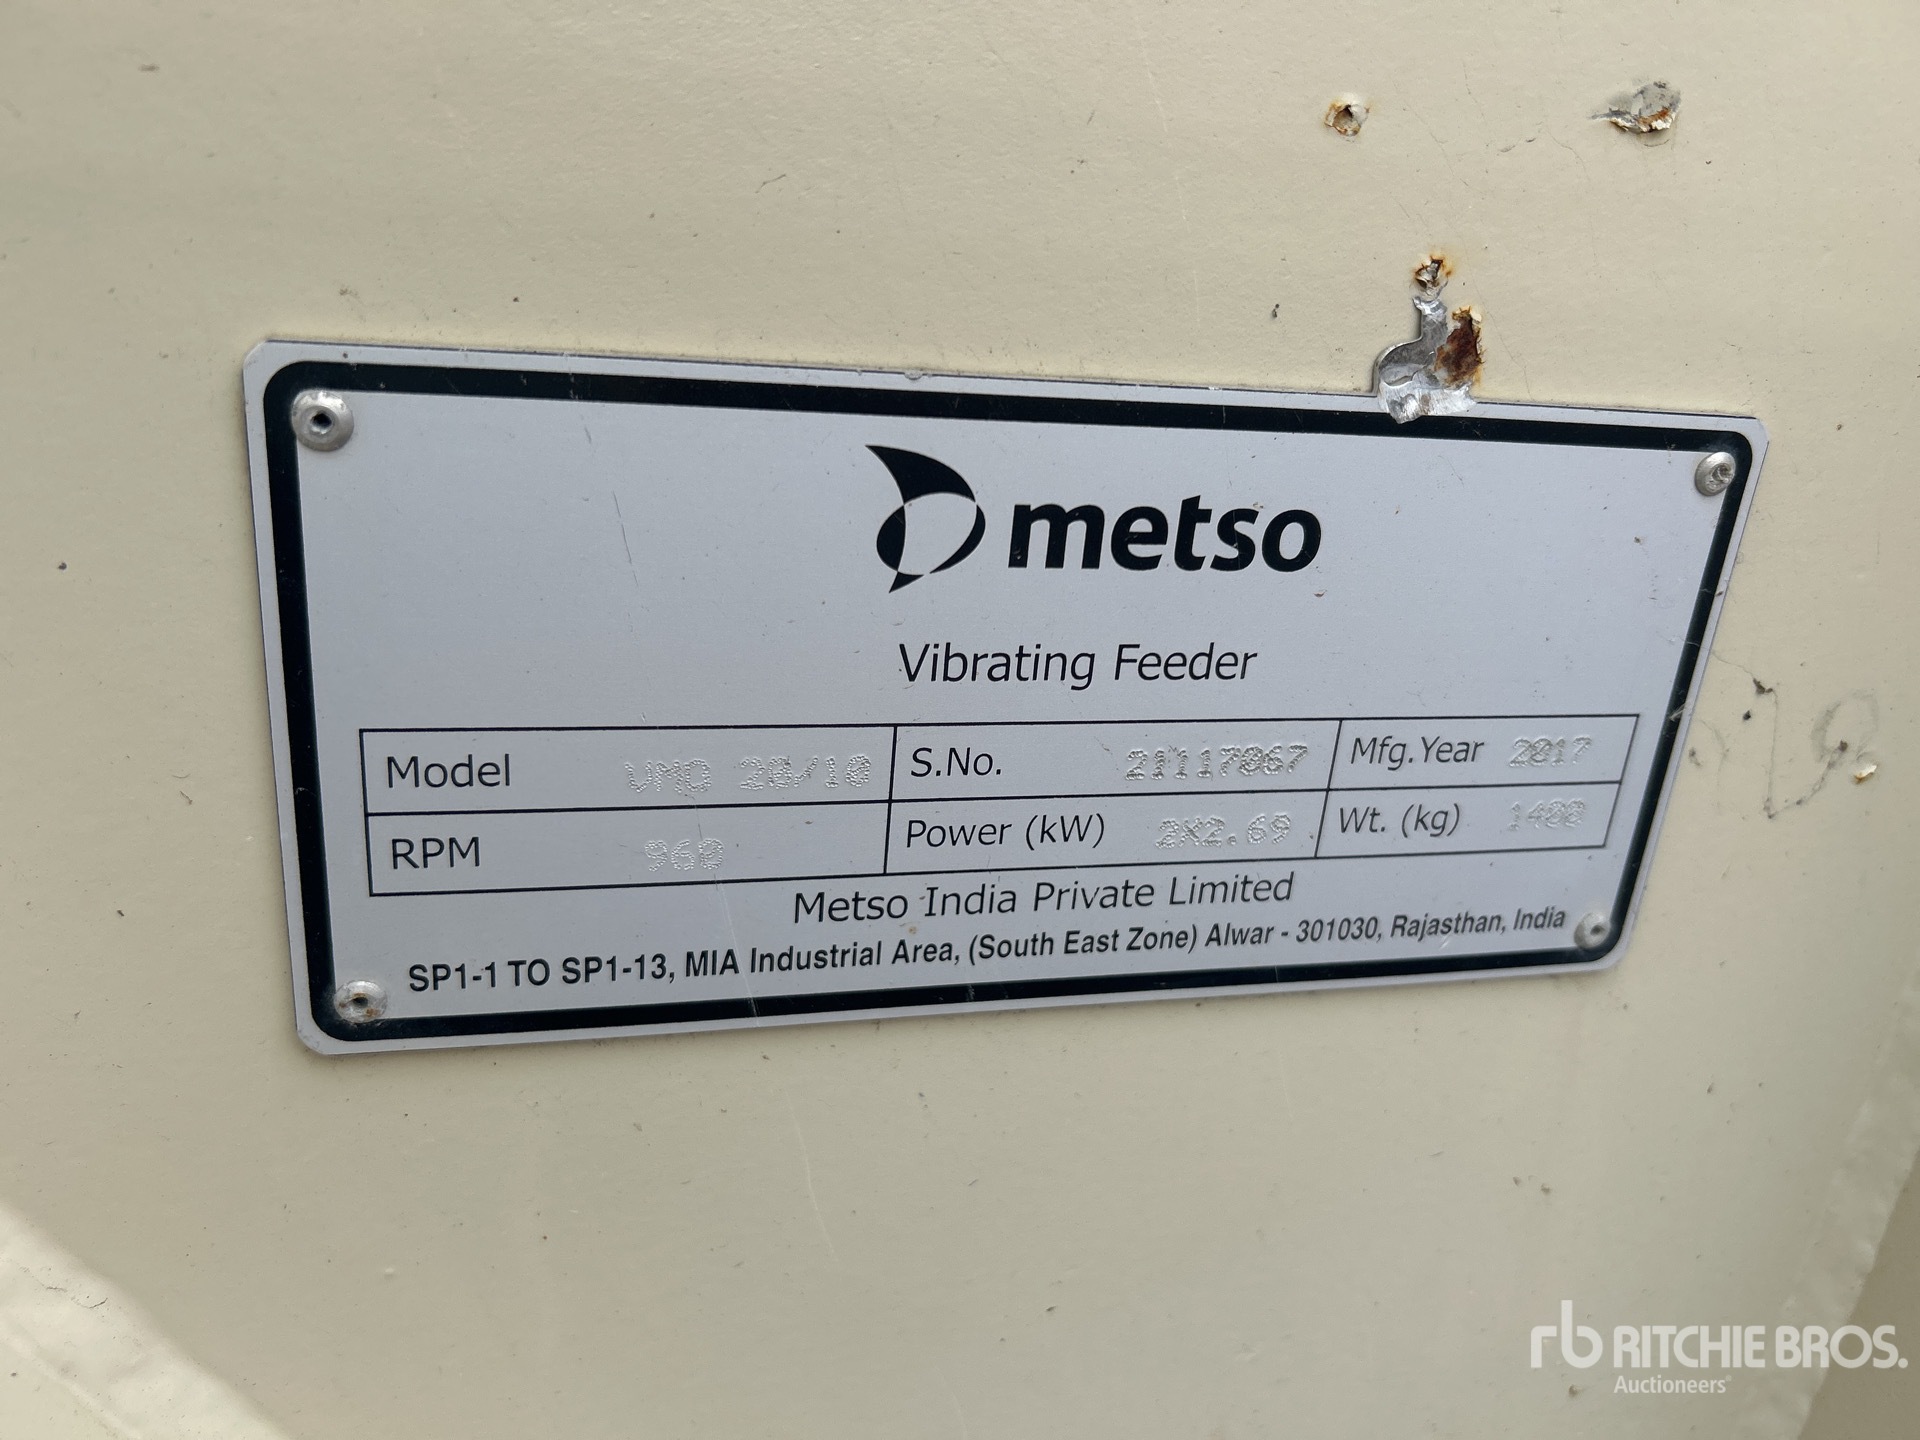 metso
Vibrating Feeder
Model VMO 20/10 S.No. Mfg.Year 2017
RPM 960 Power (kW) 2X2.69 Wt. (kg) 1400
Metso India Private Limited
SP1-1 TO SP1-13, MIA Industrial Area, (South East Zone) Alwar - 301030, Rajasthan, India
rb RITCHIE BROS.
Auctioneers